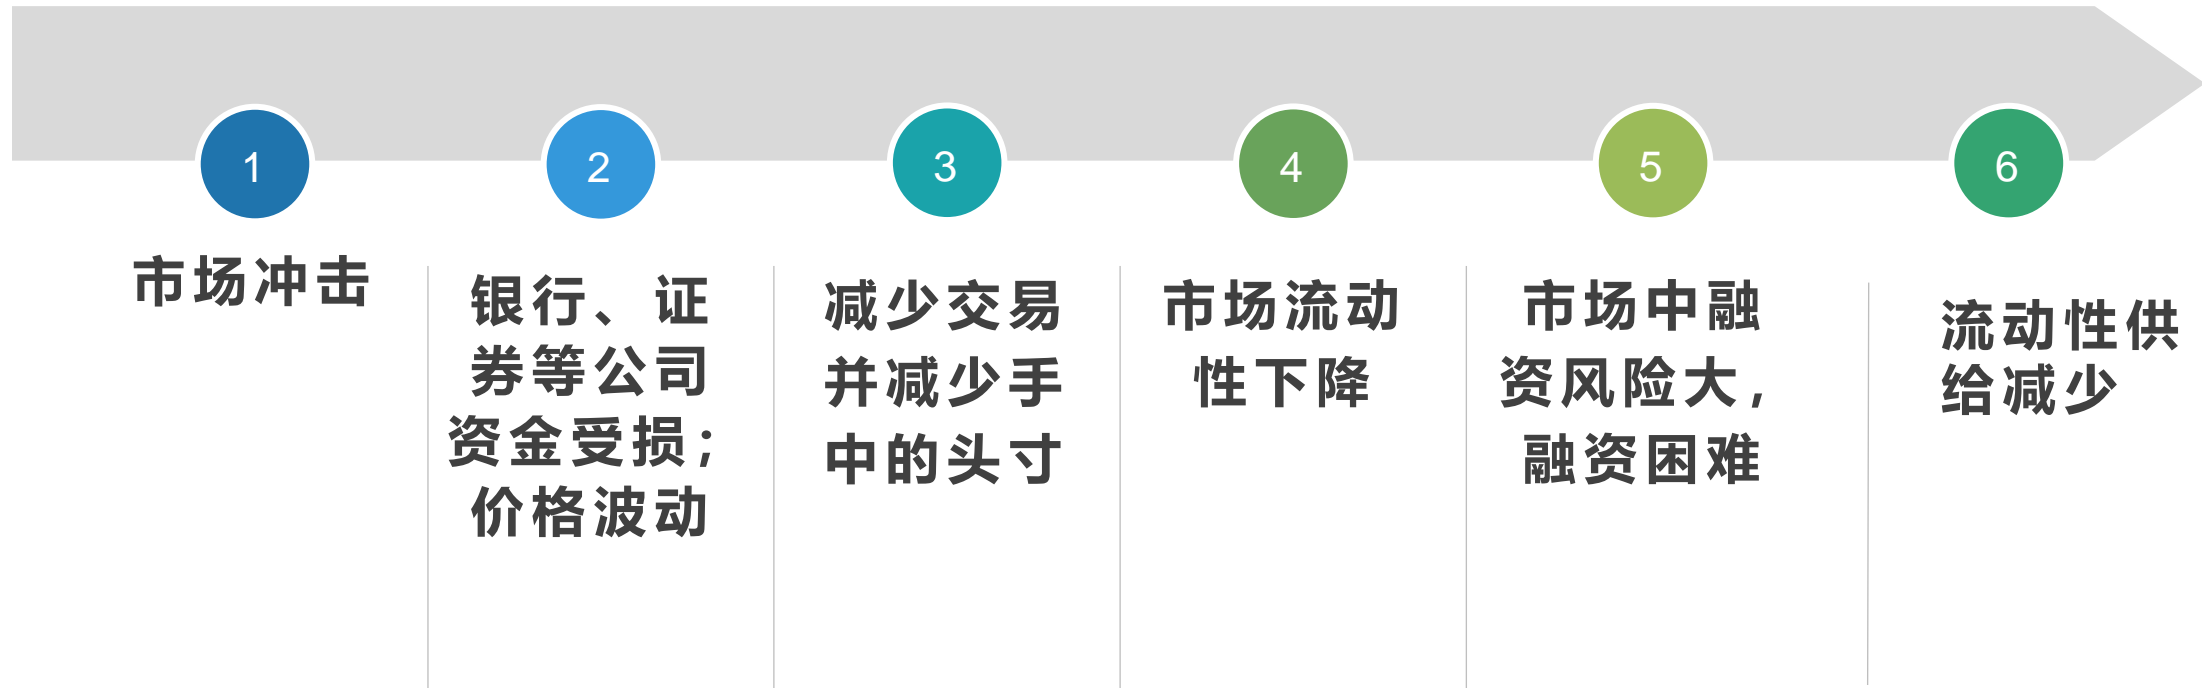 1
市场冲击
2
银行、证
券等公司
资金受损；
价格波动
3
减少交易
并减少手
中的头寸
4
市场流动
性下降
5
市场中融
资风险大，
融资困难
6
流动性供
给减少